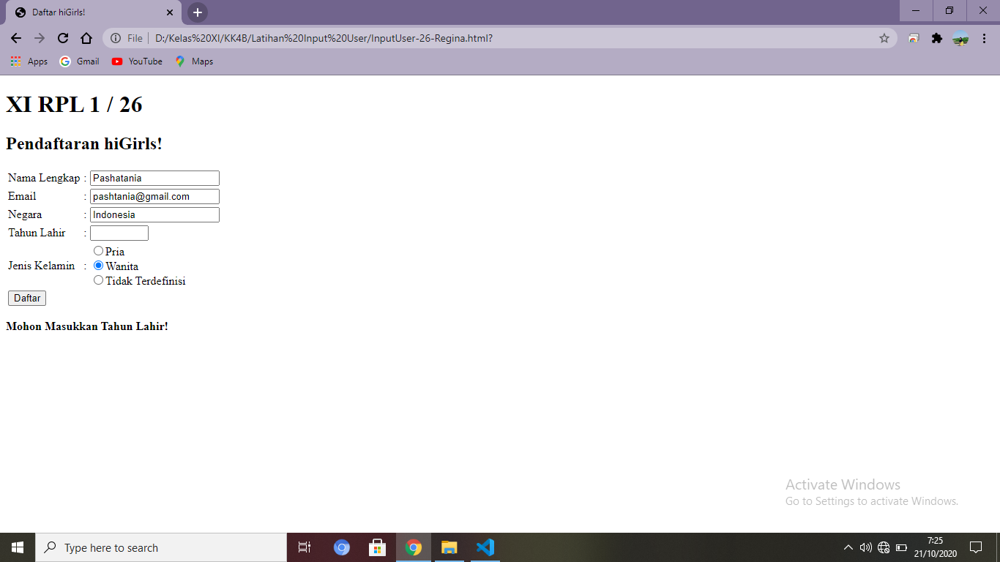 Daftar hiGirls!
File
D:/Kelas%20XI/KK4B/Latihan%20Input%20User/InputUser-26-Regina.html?
Apps Gmail YouTube Maps
XI RPL 1 / 26
Pendaftaran hiGirls!
Nama Lengkap : Pashatania
Email : pashtania@gmail.com
Negara : Indonesia
Tahun Lahir :
Pria
Jenis Kelamin : Wanita
Tidak Terdefinisi
Daftar
Mohon Masukkan Tahun Lahir!
Activate Windows
Go to Settings to activate Windows.
Type here to search
7:25
21/10/2020